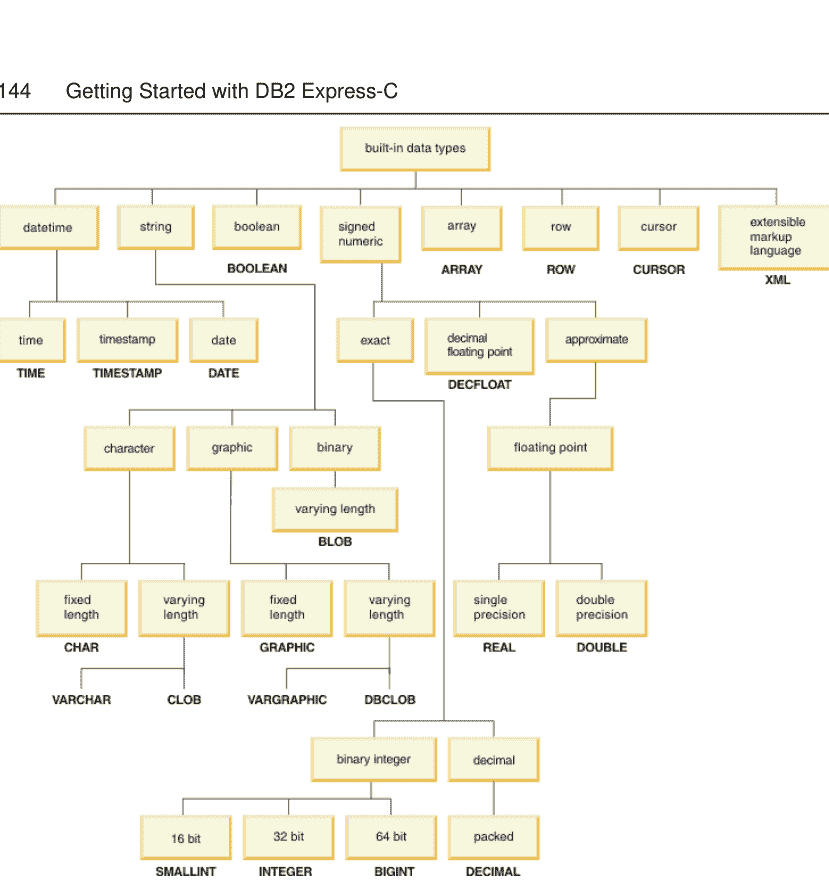 144 Getting Started with DB2 Express-C
built-in data types
datetime
string
boolean
signed
numeric
array
row
cursor
extensible
markup
language
BOOLEAN
ARRAY
ROW
CURSOR
XML
time
timestamp
date
exact
decimal
floating point
approximate
TIME
TIMESTAMP
DATE
DECFLOAT
character
graphic
binary
floating point
varying length
BLOB
fixed
length
varying
length
fixed
length
varying
length
single
precision
double
precision
CHAR
GRAPHIC
REAL
DOUBLE
VARCHAR
CLOB
VARGRAPHIC
DBCLOB
binary integer
decimal
16 bit
32 bit
64 bit
packed
SMALLINT
INTEGER
BIGINT
DECIMAL